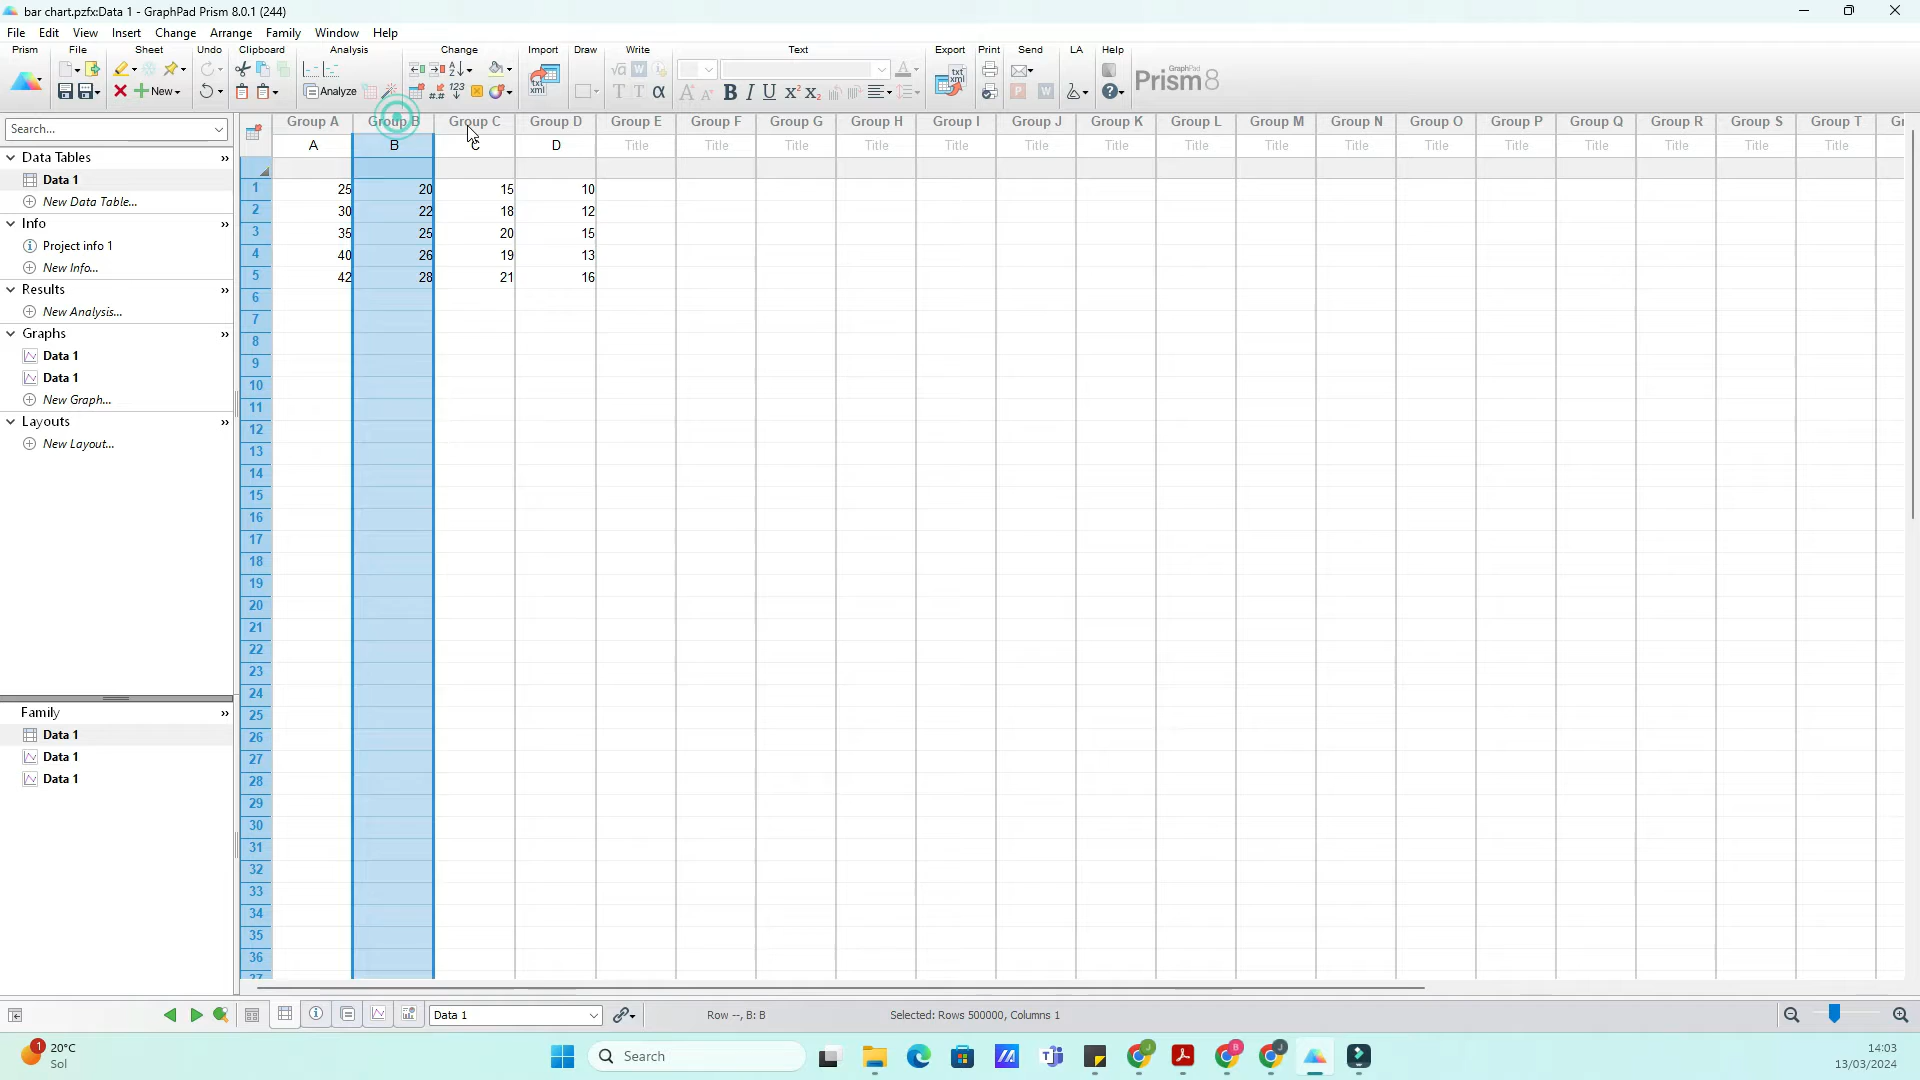 bar chart.pzfx:Data 1 - GraphPad Prism 8.0.1 (244)
File Edit View Insert Change Arrange Family Window Help
Prism File Sheet Undo Clipboard Analysis Change Import Draw Write Text Export Print Send LA Help
New Analyze GraphPad Prism 8
Search...
Group A Group B Group C Group D Group E Group F Group G Group H Group I Group J Group K Group L Group M Group N Group O Group P Group Q Group R Group S Group T
A B C D Title Title Title Title Title Title Title Title Title Title Title Title Title Title Title Title
1 25 20 15 10
2 30 22 18 12
3 35 25 20 15
4 40 26 19 13
5 42 28 21 16
6
7
8
9
10
11
12
13
14
15
16
17
18
19
20
21
22
23
24
25
26
27
28
29
30
31
32
33
34
35
36
37
Data Tables
Data 1
New Data Table...
Info
Project info 1
New Info...
Results
New Analysis...
Graphs
Data 1
Data 1
New Graph...
Layouts
New Layout...
Family
Data 1
Data 1
Data 1
Data 1 Row --, B: B Selected: Rows 500000, Columns 1
1 20°C
Sol
Search
14:03
13/03/2024